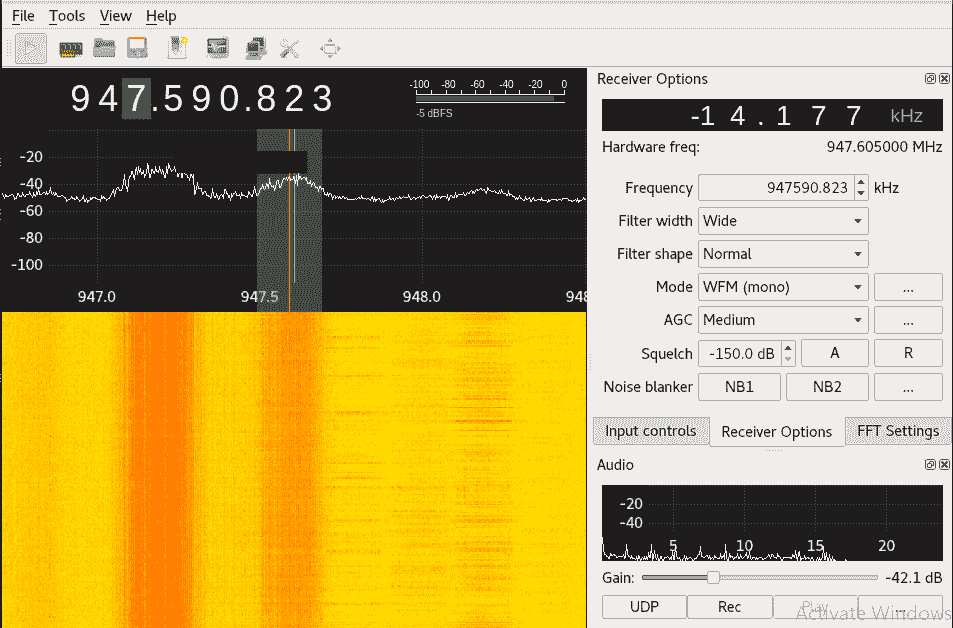 File Tools View Help
947.590.823
-100 -80 -60 -40 -20 0
-5 dBFS
-20
-40
-60
-80
-100
947.0 947.5 948.0 948
Receiver Options
-14.177 kHz
Hardware freq: 947.605000 MHz
Frequency 947590.823 kHz
Filter width Wide
Filter shape Normal
Mode WFM (mono) ...
AGC Medium ...
Squelch -150.0 dB A R
Noise blanker NB1 NB2 ...
Input controls Receiver Options FFT Settings
Audio
-20
-40
5 10 15 20
Gain: -42.1 dB
UDP Rec Play ...
Activate Windows